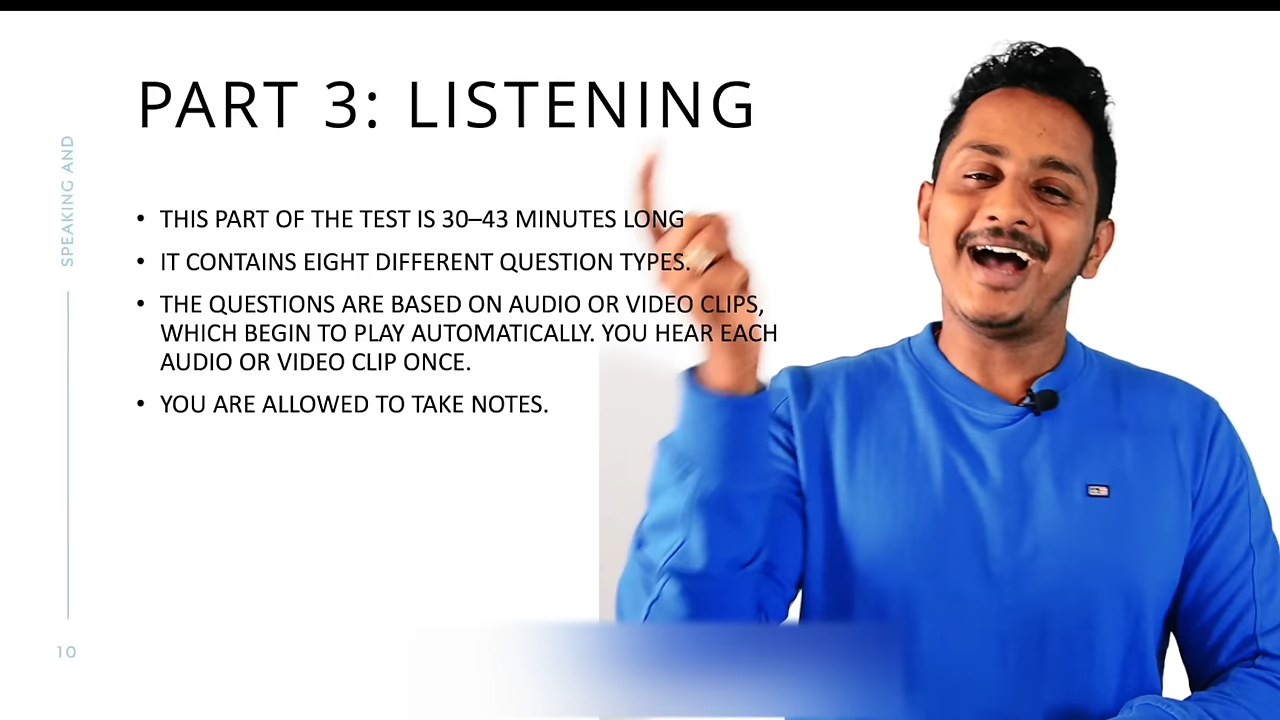 PART 3: LISTENING
SPEAKING AND
• THIS PART OF THE TEST IS 30–43 MINUTES LONG
• IT CONTAINS EIGHT DIFFERENT QUESTION TYPES.
• THE QUESTIONS ARE BASED ON AUDIO OR VIDEO CLIPS,
WHICH BEGIN TO PLAY AUTOMATICALLY. YOU HEAR EACH
AUDIO OR VIDEO CLIP ONCE.
• YOU ARE ALLOWED TO TAKE NOTES.
10